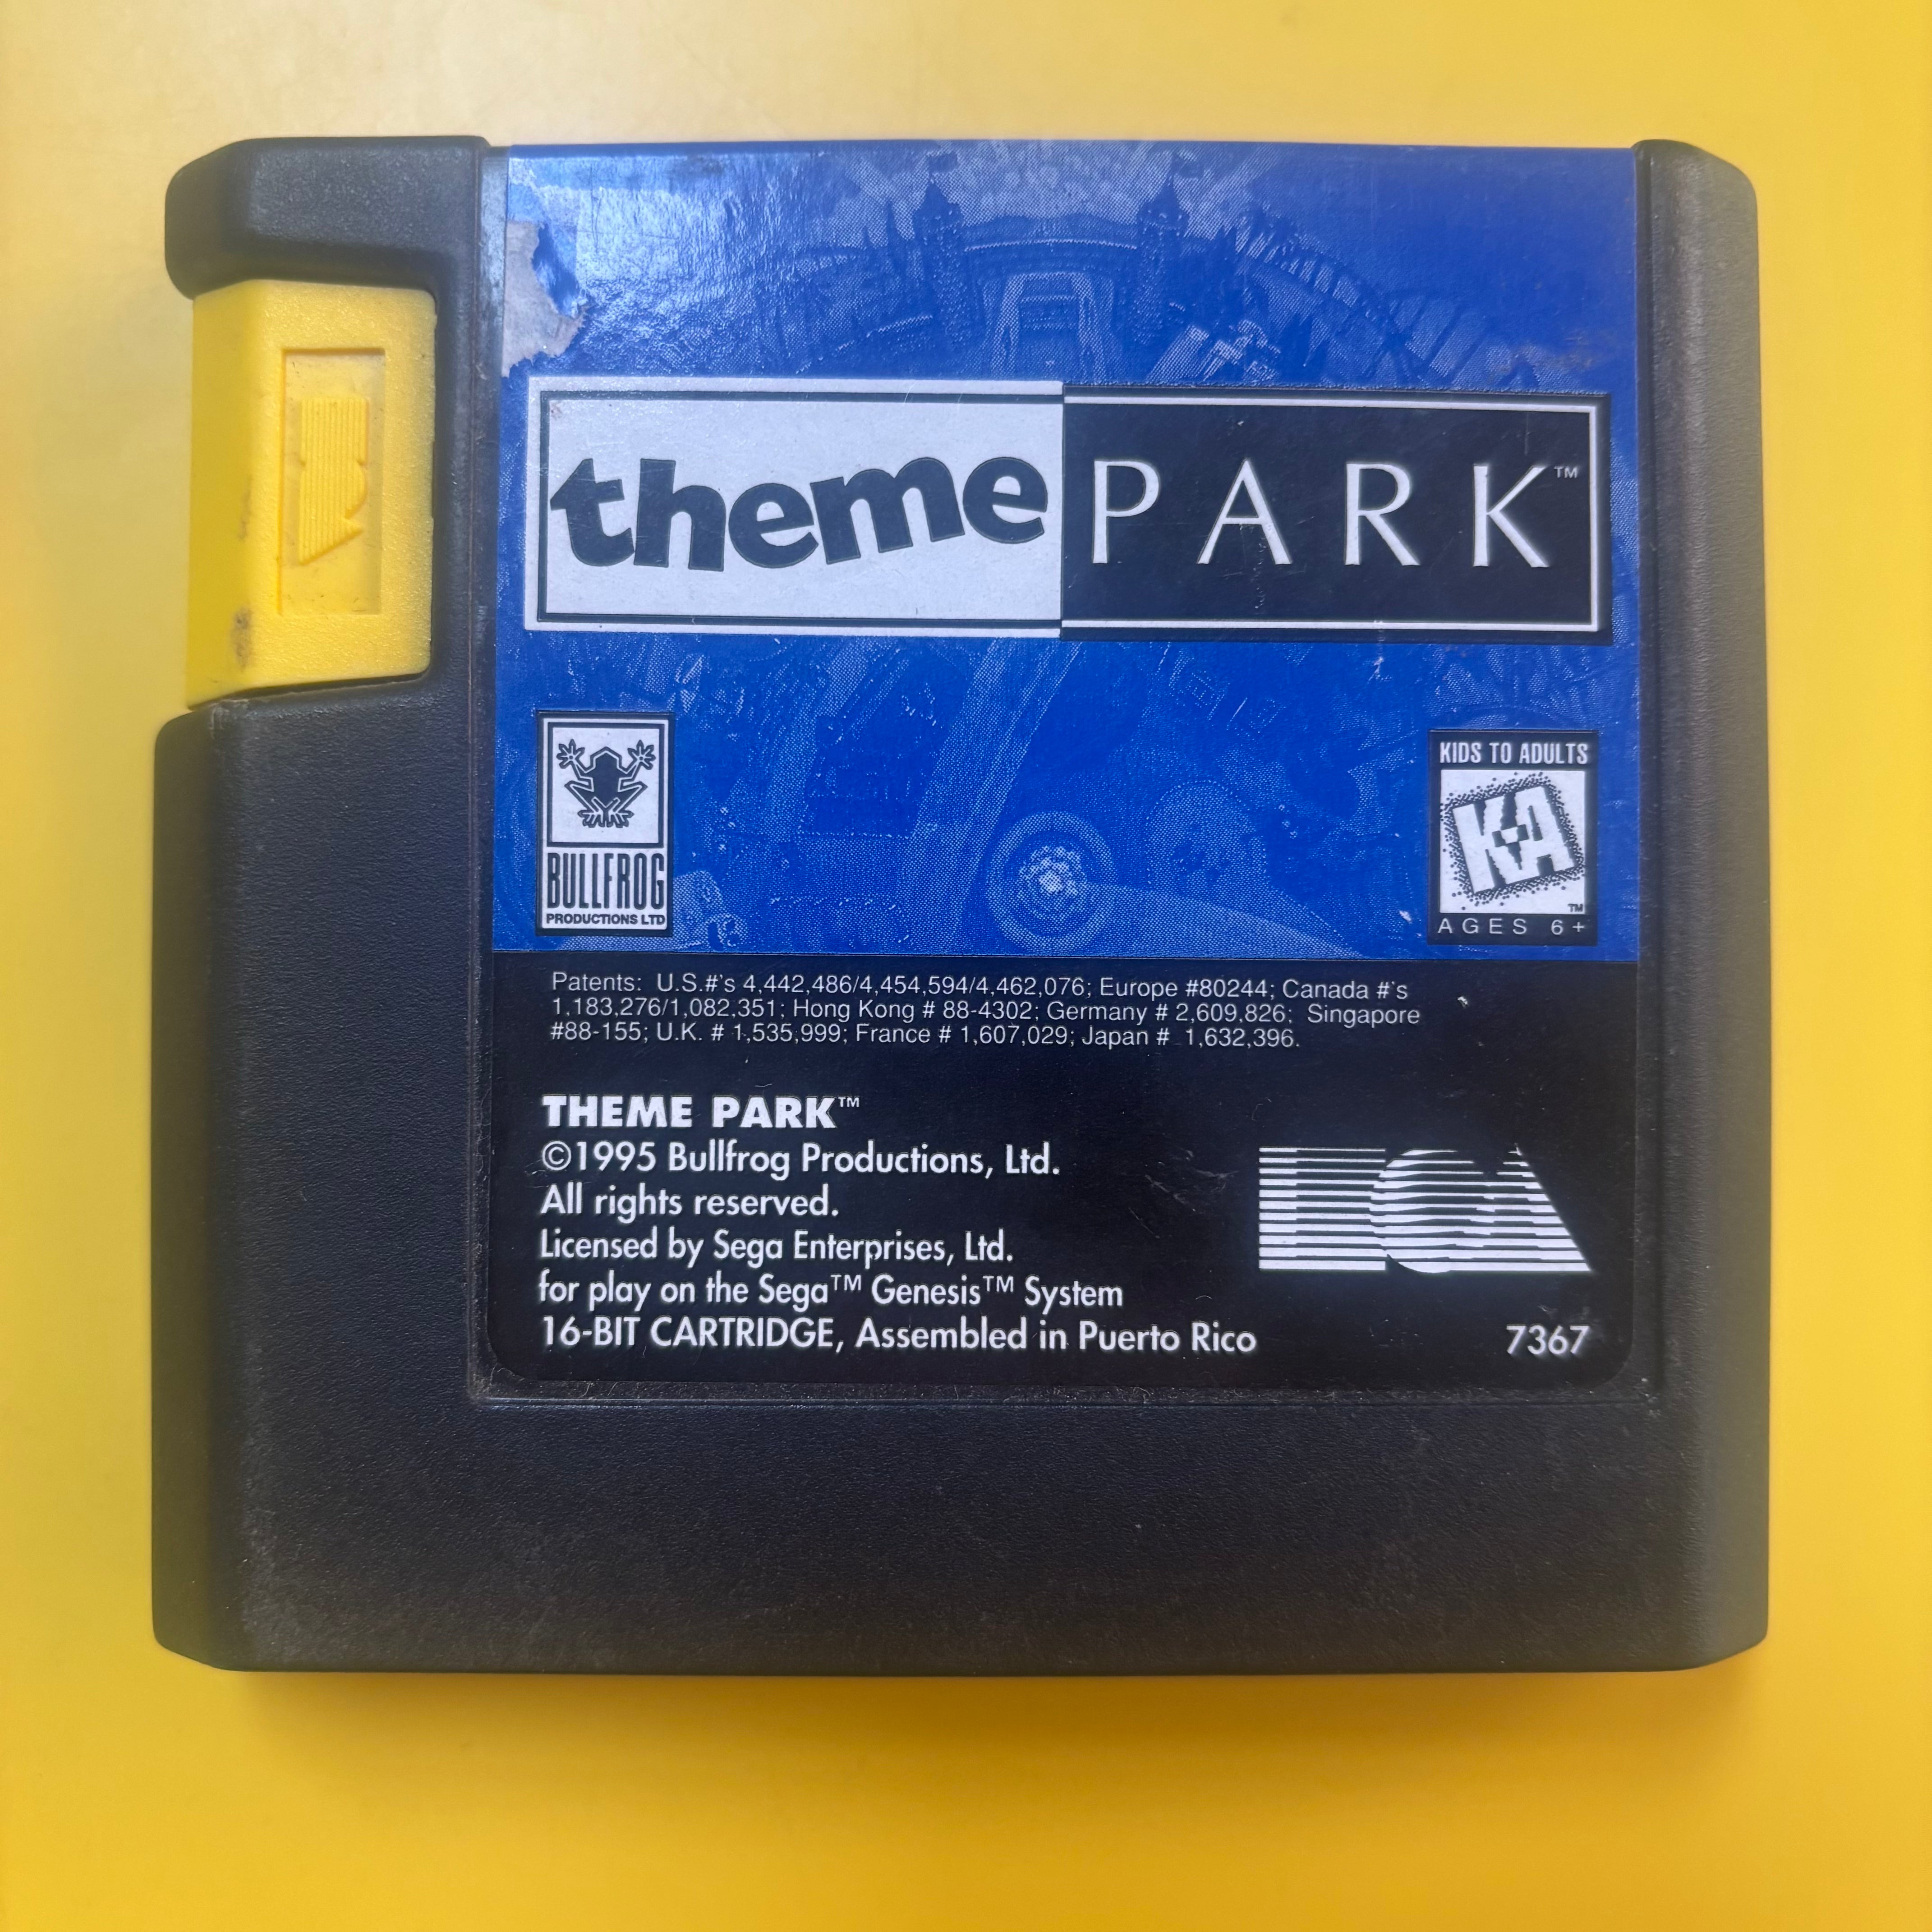 theme PARK™
BULLFROG
PRODUCTIONS LTD
KIDS TO ADULTS
K-A
™
AGES 6+
Patents: U.S.#'s 4,442,486/4,454,594/4,462,076; Europe #80244; Canada #'s
1,183,276/1,082,351; Hong Kong # 88-4302; Germany # 2,609,826; Singapore
#88-155; U.K. # 1,535,999; France # 1,607,029; Japan # 1,632,396.
THEME PARK™
©1995 Bullfrog Productions, Ltd.
All rights reserved.
Licensed by Sega Enterprises, Ltd.
for play on the Sega™ Genesis™ System
16-BIT CARTRIDGE, Assembled in Puerto Rico
EA
7367